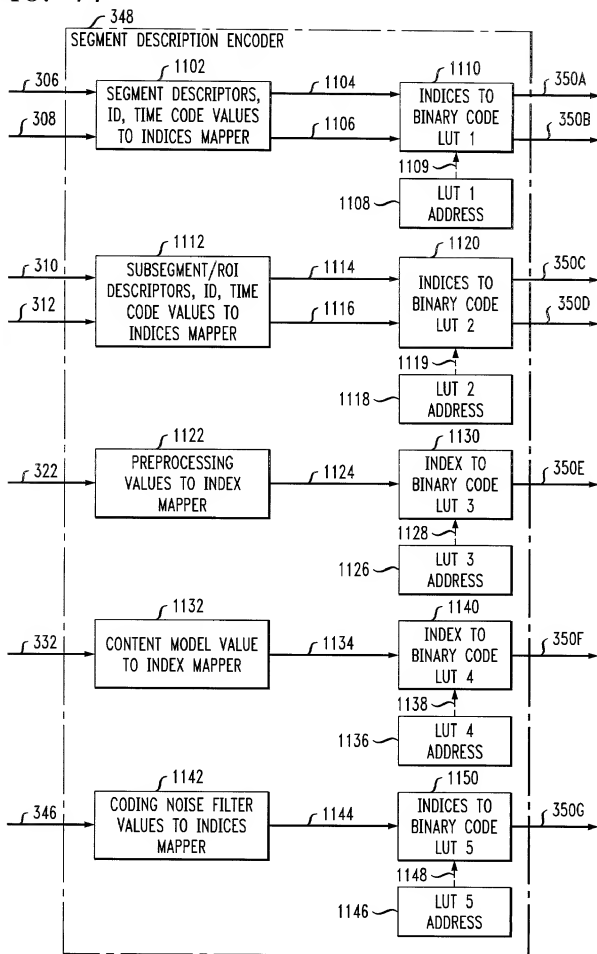 348
SEGMENT DESCRIPTION ENCODER
306
308
1102
SEGMENT DESCRIPTORS,
ID, TIME CODE VALUES
TO INDICES MAPPER
1104
1106
1110
INDICES TO
BINARY CODE
LUT 1
350A
350B
1109
1108
LUT 1
ADDRESS
310
312
1112
SUBSEGMENT/ROI
DESCRIPTORS, ID, TIME
CODE VALUES TO
INDICES MAPPER
1114
1116
1120
INDICES TO
BINARY CODE
LUT 2
350C
350D
1119
1118
LUT 2
ADDRESS
322
1122
PREPROCESSING
VALUES TO INDEX
MAPPER
1124
1130
INDEX TO
BINARY CODE
LUT 3
350E
1128
1126
LUT 3
ADDRESS
332
1132
CONTENT MODEL VALUE
TO INDEX MAPPER
1134
1140
INDEX TO
BINARY CODE
LUT 4
350F
1138
1136
LUT 4
ADDRESS
346
1142
CODING NOISE FILTER
VALUES TO INDICES
MAPPER
1144
1150
INDICES TO
BINARY CODE
LUT 5
350G
1148
1146
LUT 5
ADDRESS